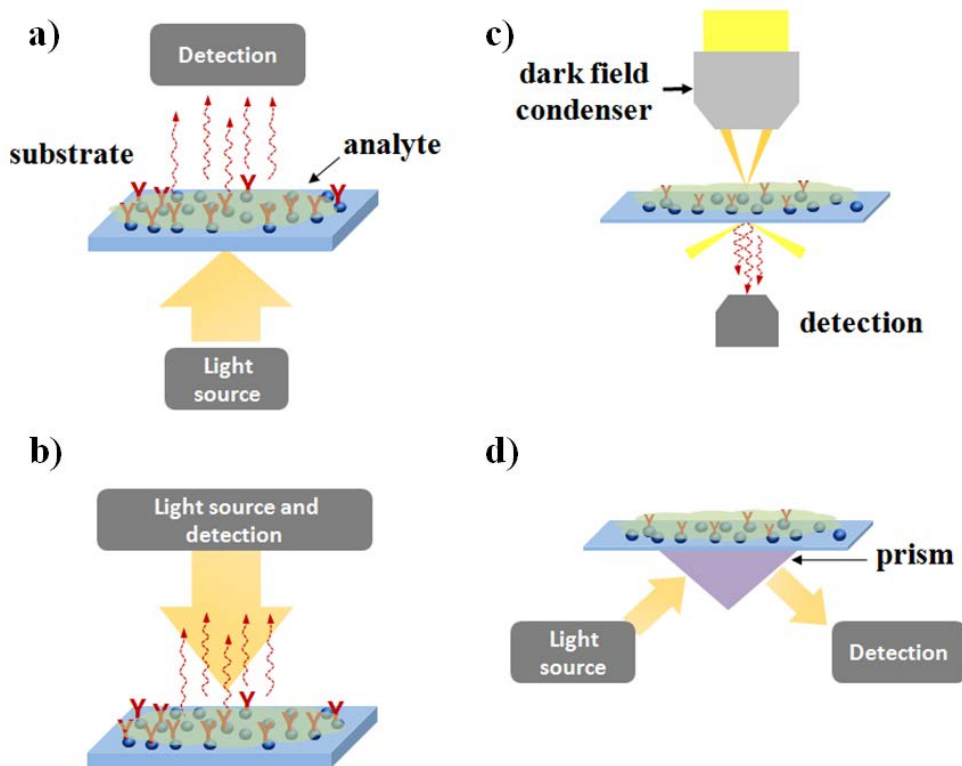 a)
Detection
substrate
analyte
Light
source
b)
Light source and
detection
c)
dark field
condenser
detection
d)
prism
Light
source
Detection